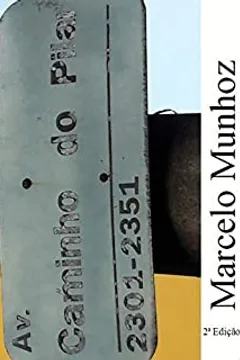 Av.
Caminho do Pilar
2301-2351
Marcelo Munhoz
2ª Edição